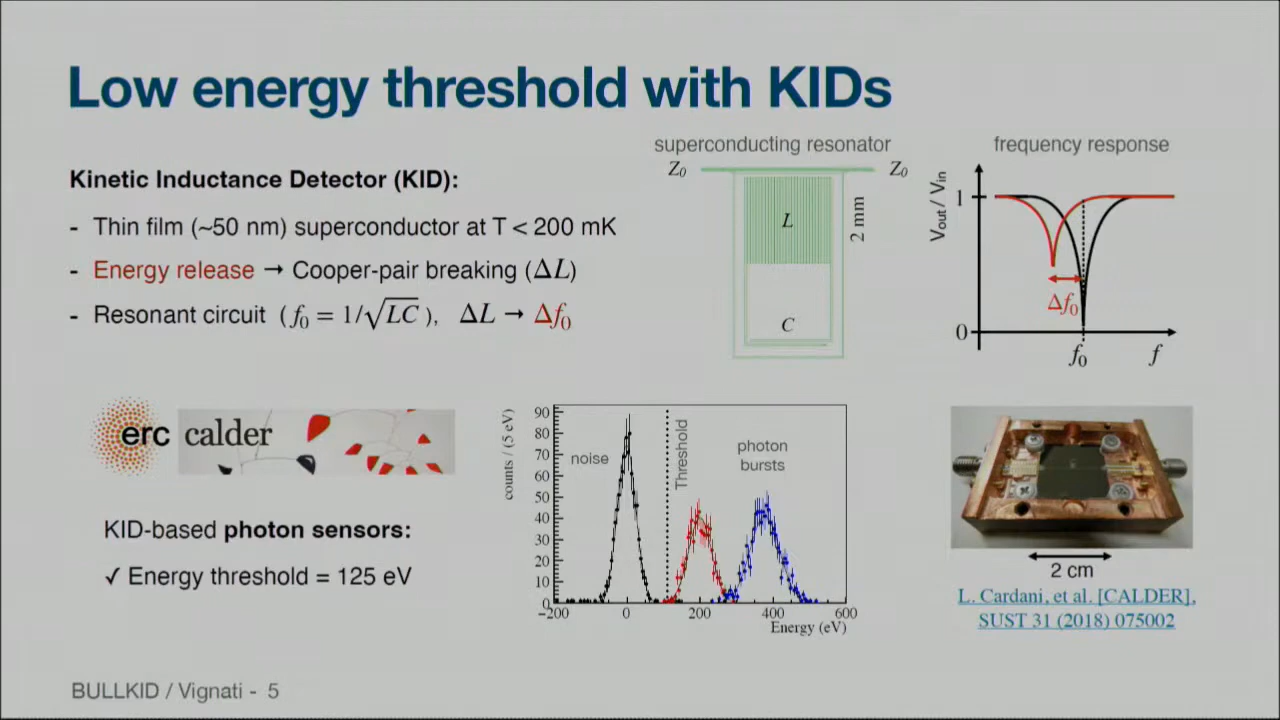 Low energy threshold with KIDs
Kinetic Inductance Detector (KID):
- Thin film (~50 nm) superconductor at T < 200 mK
- Energy release → Cooper-pair breaking (ΔL)
- Resonant circuit ( f₀ = 1/√LC ), ΔL → Δf₀
superconducting resonator
Z₀ Z₀
L
2 mm
C
frequency response
Vout / Vin
1
0
Δf₀
f₀ f
erc calder
KID-based photon sensors:
✓ Energy threshold = 125 eV
counts / (5 eV)
90
80
70
60
50
40
30
20
10
0
−200 0 200 400 600
Energy (eV)
noise
Threshold
photon
bursts
2 cm
L. Cardani, et al. [CALDER],
SUST 31 (2018) 075002
BULLKID / Vignati - 5